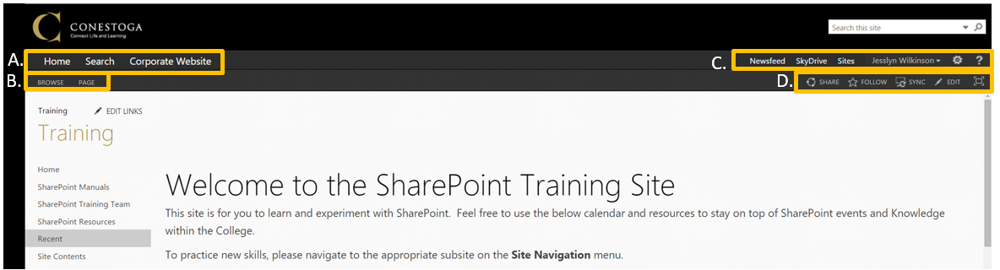 CONESTOGA
Connect Life and Learning
Search this site
A. Home Search Corporate Website
C. Newsfeed SkyDrive Sites Jesslyn Wilkinson ?
B. BROWSE PAGE
D. SHARE FOLLOW SYNC EDIT
Training EDIT LINKS
Training
Home
SharePoint Manuals
SharePoint Training Team
SharePoint Resources
Recent
Site Contents
Welcome to the SharePoint Training Site
This site is for you to learn and experiment with SharePoint. Feel free to use the below calendar and resources to stay on top of SharePoint events and Knowledge
within the College.
To practice new skills, please navigate to the appropriate subsite on the Site Navigation menu.